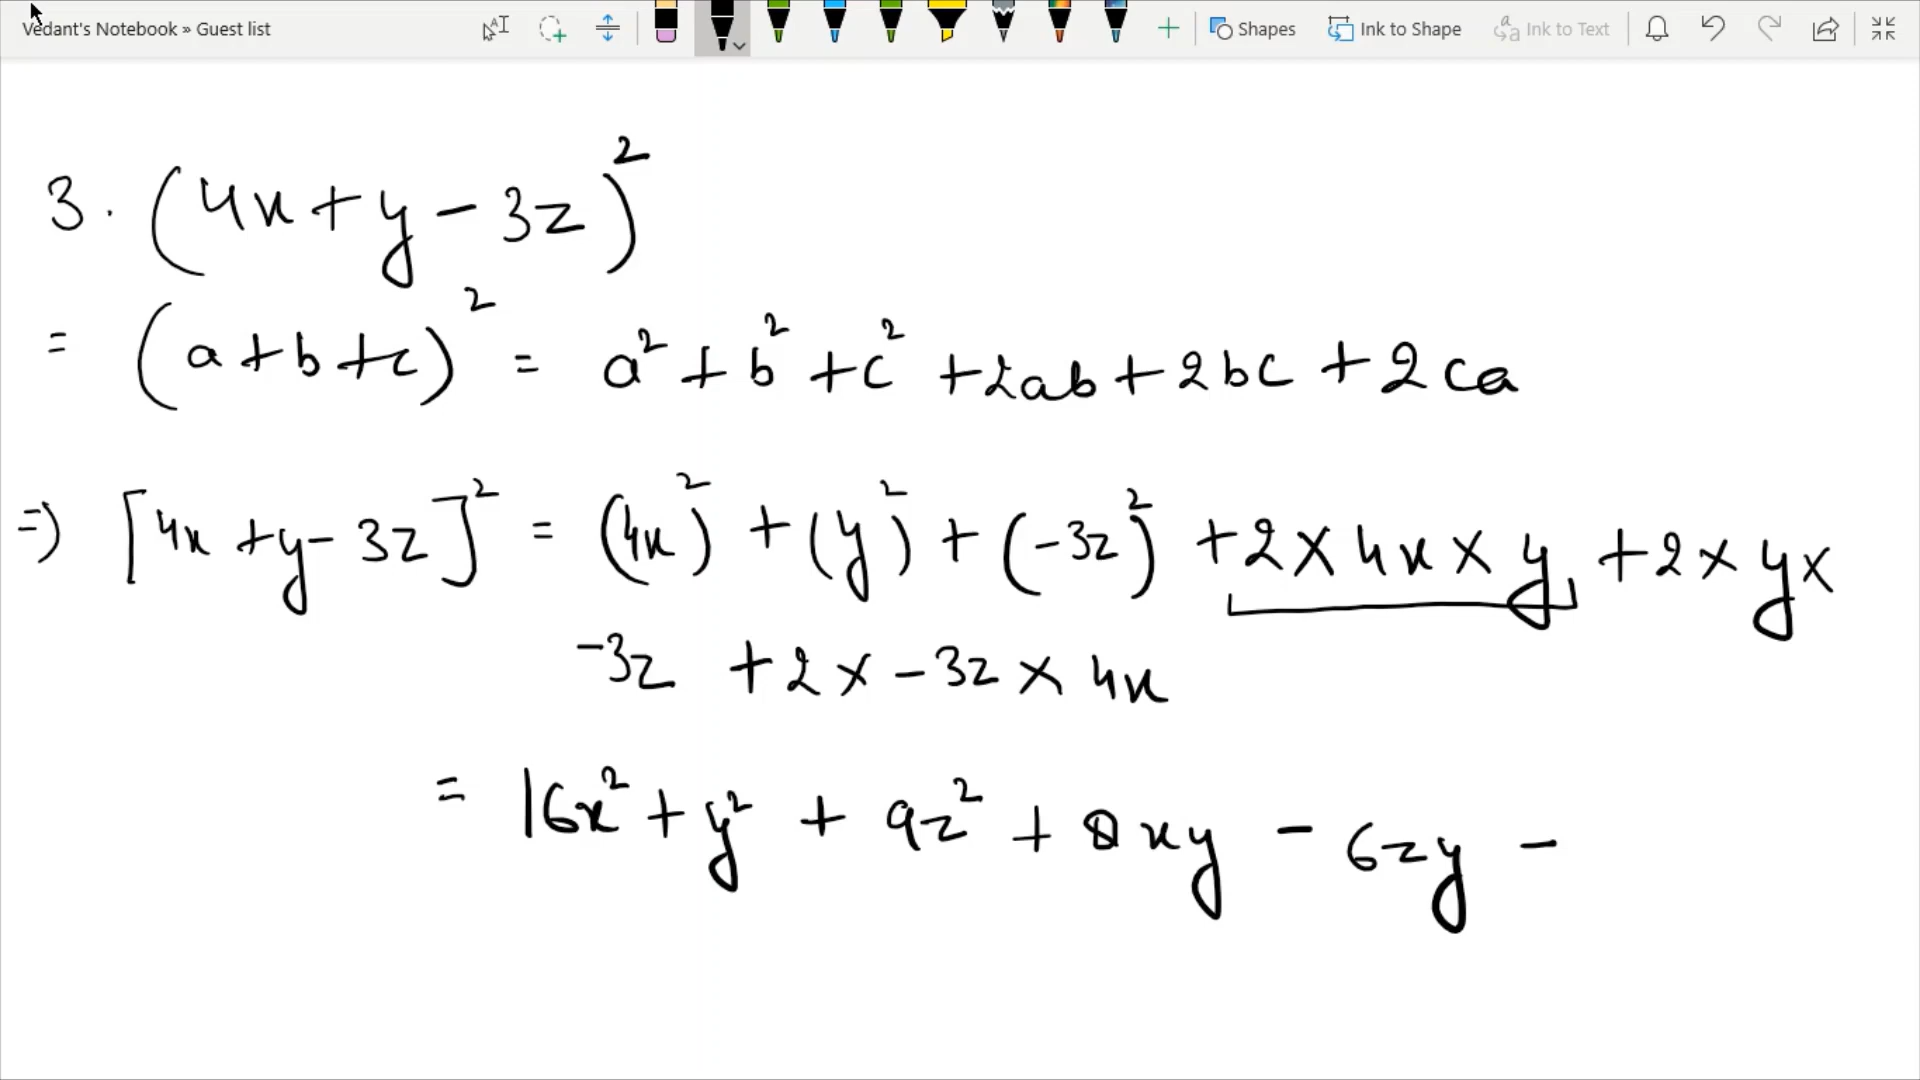 Vedant's Notebook » Guest list
Shapes Ink to Shape Ink to Text
3. (4x+y-3z)²
= (a+b+c)² = a²+b²+c²+2ab+2bc+2ca
=) [4x+y-3z]² = (4x)²+(y)²+(-3z)²+2×4x×y+2×y×
-3z +2×-3z×4x
= 16x²+y²+9z²+8xy-6zy-